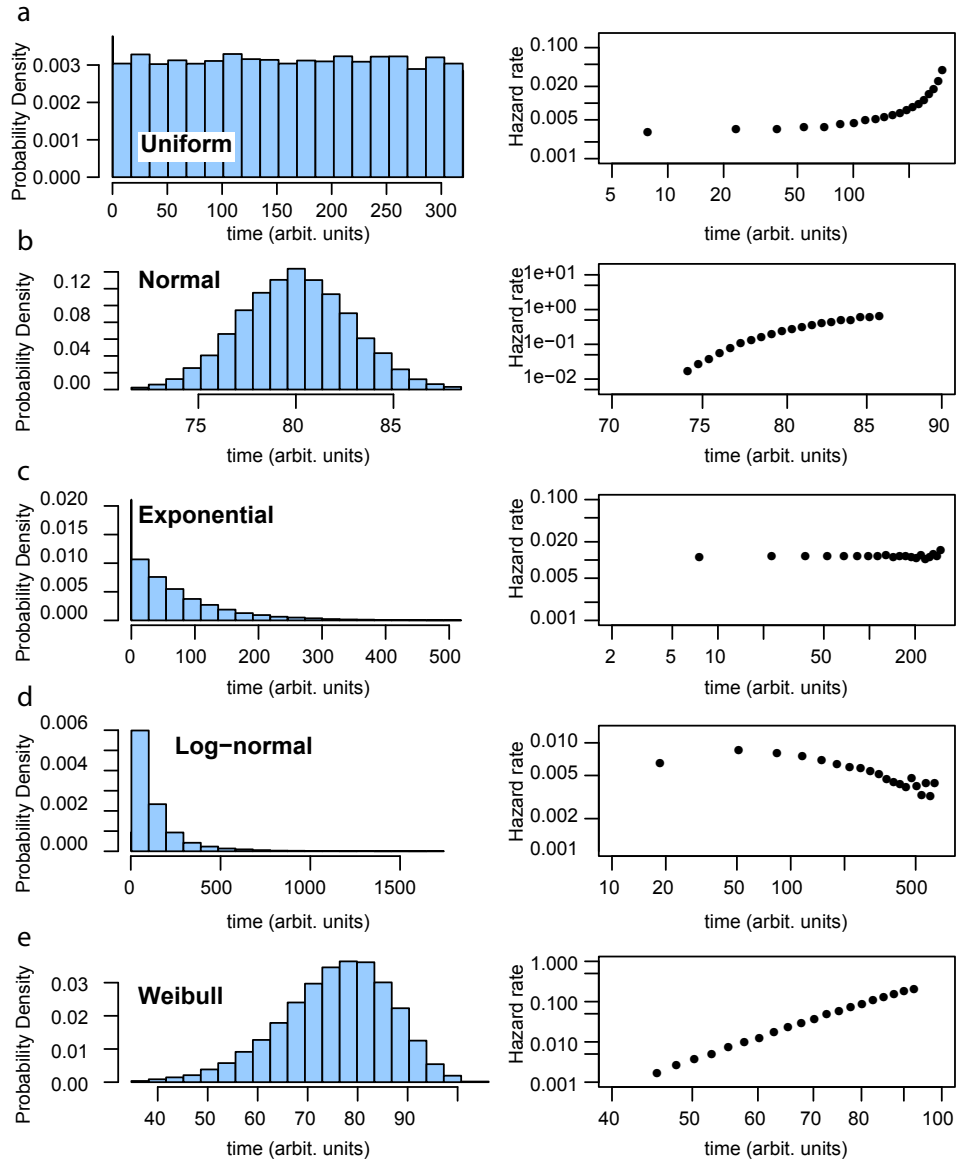 a
Probability Density
0.003
0.002
0.001
0.000
Uniform
0 50 100 150 200 250 300
time (arbit. units)
Hazard rate
0.100
0.020
0.005
0.001
5 10 20 50 100
time (arbit. units)
b
Probability Density
0.12
0.08
0.04
0.00
Normal
75 80 85
time (arbit. units)
Hazard rate
1e+01
1e+00
1e−01
1e−02
70 75 80 85 90
time (arbit. units)
c
Probability Density
0.020
0.015
0.010
0.005
0.000
Exponential
0 100 200 300 400 500
time (arbit. units)
Hazard rate
0.100
0.020
0.005
0.001
2 5 10 50 200
time (arbit. units)
d
Probability Density
0.006
0.004
0.002
0.000
Log−normal
0 500 1000 1500
time (arbit. units)
Hazard rate
0.010
0.005
0.001
10 20 50 100 500
time (arbit. units)
e
Probability Density
0.03
0.02
0.01
0.00
Weibull
40 50 60 70 80 90
time (arbit. units)
Hazard rate
1.000
0.100
0.010
0.001
40 50 60 70 80 100
time (arbit. units)